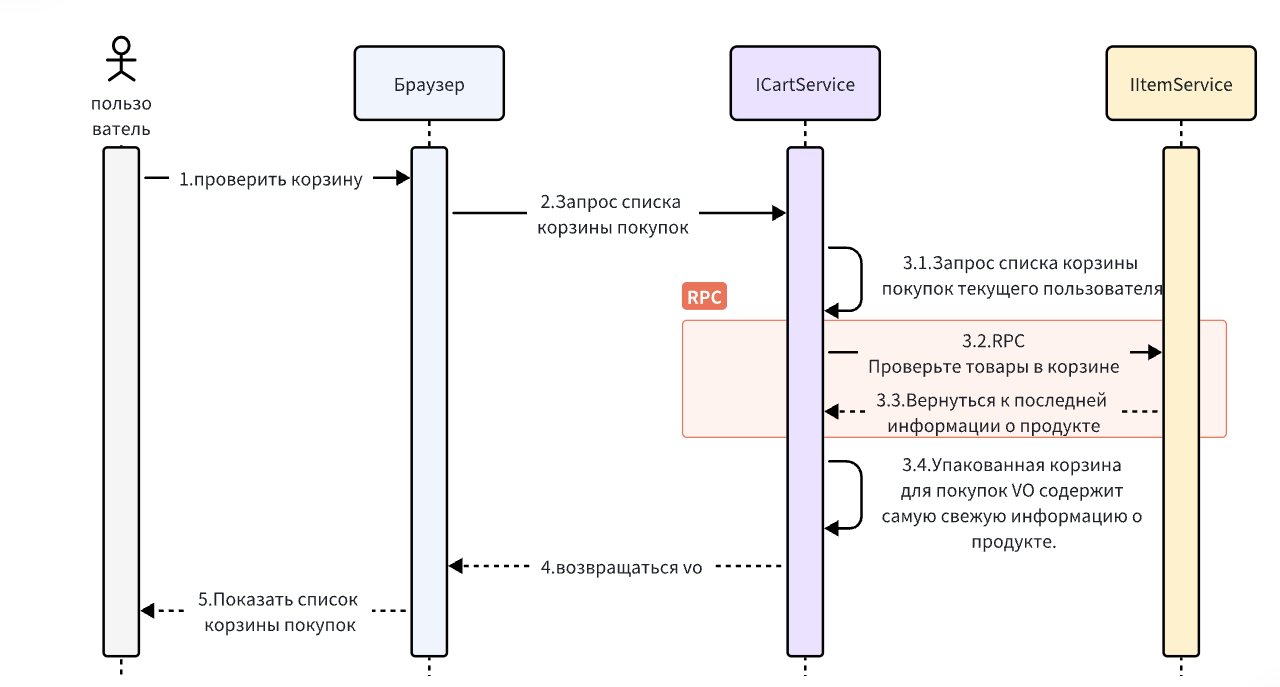 пользо
ватель
Браузер
ICartService
IItemService
1.проверить корзину
2.Запрос списка
корзины покупок
3.1.Запрос списка корзины
покупок текущего пользователя
RPC
3.2.RPC
Проверьте товары в корзине
3.3.Вернуться к последней
информации о продукте
3.4.Упакованная корзина
для покупок VO содержит
самую свежую информацию о
продукте.
4.возвращаться vo
5.Показать список
корзины покупок